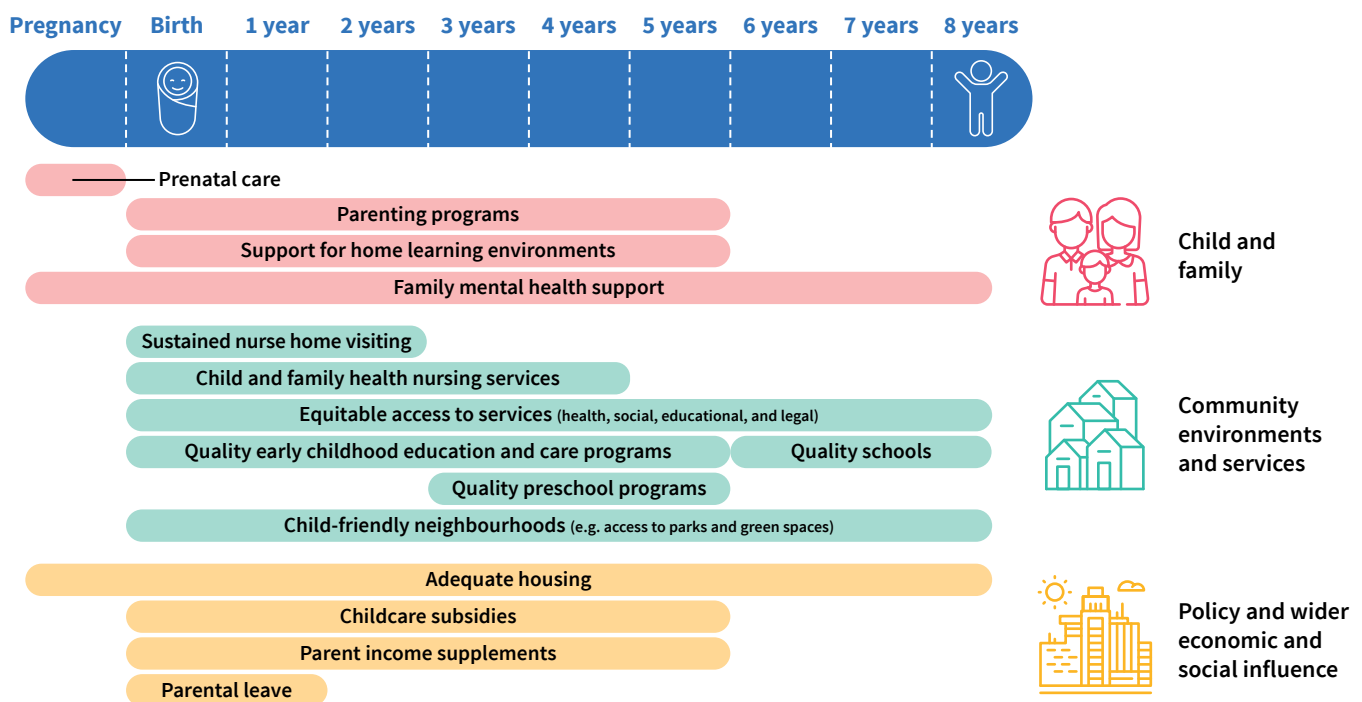 Pregnancy Birth 1 year 2 years 3 years 4 years 5 years 6 years 7 years 8 years
Prenatal care
Parenting programs
Support for home learning environments
Family mental health support
Child and
family
Sustained nurse home visiting
Child and family health nursing services
Equitable access to services (health, social, educational, and legal)
Quality early childhood education and care programs Quality schools
Quality preschool programs
Child-friendly neighbourhoods (e.g. access to parks and green spaces)
Community
environments
and services
Adequate housing
Childcare subsidies
Parent income supplements
Parental leave
Policy and wider
economic and
social influence